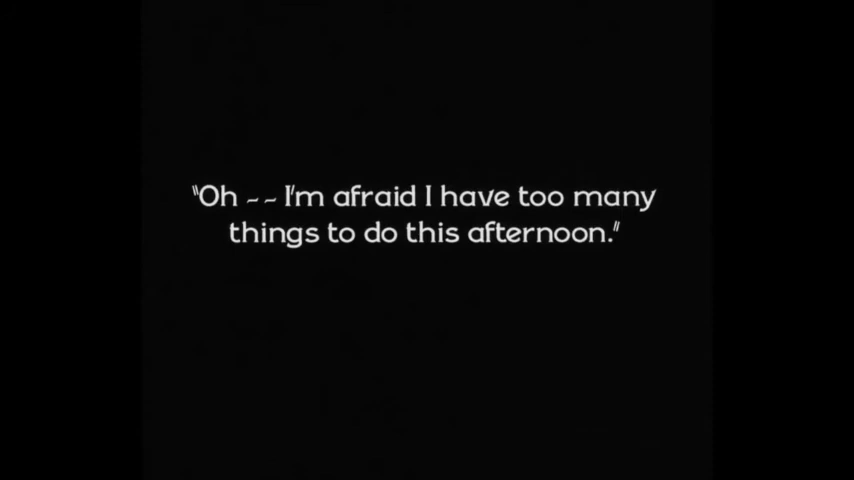 "Oh -- I'm afraid I have too many
things to do this afternoon."